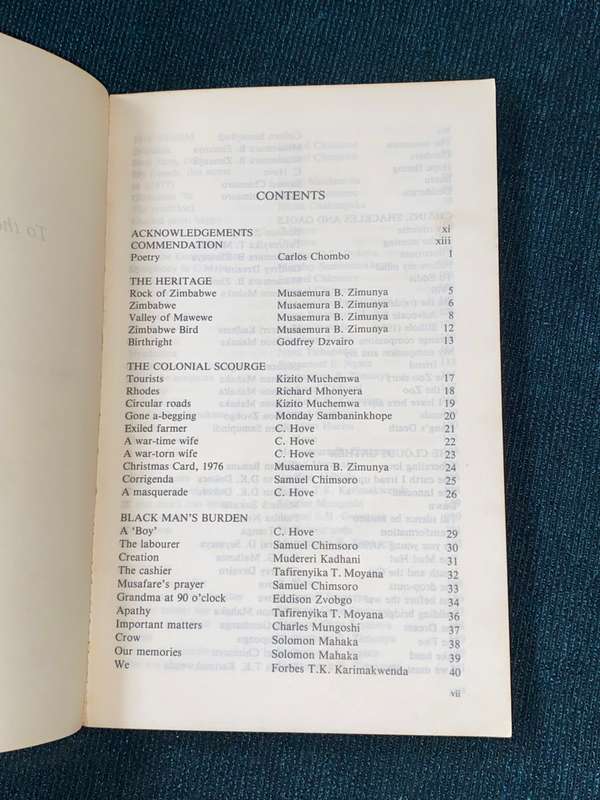 To the
CONTENTS
ACKNOWLEDGEMENTS xi
COMMENDATION xiii
Poetry Carlos Chombo 1
THE HERITAGE
Rock of Zimbabwe Musaemura B. Zimunya 5
Zimbabwe Musaemura B. Zimunya 6
Valley of Mawewe Musaemura B. Zimunya 8
Zimbabwe Bird Musaemura B. Zimunya 12
Birthright Godfrey Dzvairo 13
THE COLONIAL SCOURGE
Tourists Kizito Muchemwa 17
Rhodes Richard Mhonyera 18
Circular roads Kizito Muchemwa 19
Gone a-begging Monday Sambaninkhope 20
Exiled farmer C. Hove 21
A war-time wife C. Hove 22
A war-torn wife C. Hove 23
Christmas Card, 1976 Musaemura B. Zimunya 24
Corrigenda Samuel Chimsoro 25
A masquerade C. Hove 26
BLACK MAN'S BURDEN
A 'Boy' C. Hove 29
The labourer Samuel Chimsoro 30
Creation Mudereri Kadhani 31
The cashier Tafirenyika T. Moyana 32
Musafare's prayer Samuel Chimsoro 33
Grandma at 90 o'clock Eddison Zvobgo 34
Apathy Tafirenyika T. Moyana 36
Important matters Charles Mungoshi 37
Crow Solomon Mahaka 38
Our memories Solomon Mahaka 39
We Forbes T.K. Karimakwenda 40
vii